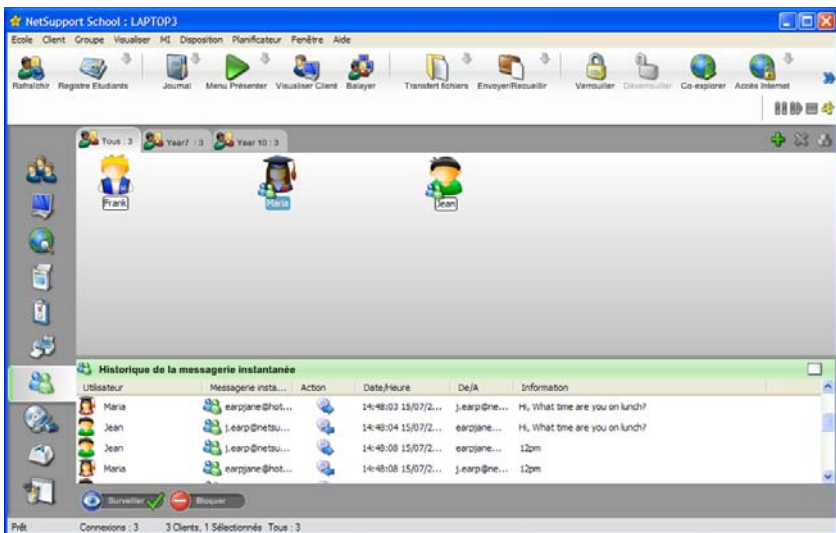 NetSupport School : LAPTOP3
Ecole Client Groupe Visualiser MI Disposition Planificateur Fenêtre Aide
Rafraîchir Registre Etudiants Journal Menu Présenter Visualiser Client Balayer Transfert fichiers Envoyer/Recueillir Verrouiller Déverrouiller Co-explorer Accès Internet
Tous : 3 Year7 : 3 Year 10 : 3
Frank Maria Jean
Historique de la messagerie instantanée
Utilisateur Messagerie insta... Action Date/Heure De/A Information
Maria earpjane@hot... 14:48:03 15/07/2... j.earp@ne... Hi, What time are you on lunch?
Jean j.earp@netsu... 14:48:04 15/07/2... earpjane... Hi, What time are you on lunch?
Jean j.earp@netsu... 14:48:08 15/07/2... earpjane... 12pm
Maria earpjane@hot... 14:48:08 15/07/2... j.earp@ne... 12pm
Surveiller Bloquer
Prêt Connexions : 3 3 Clients, 1 Sélectionnés Tous : 3